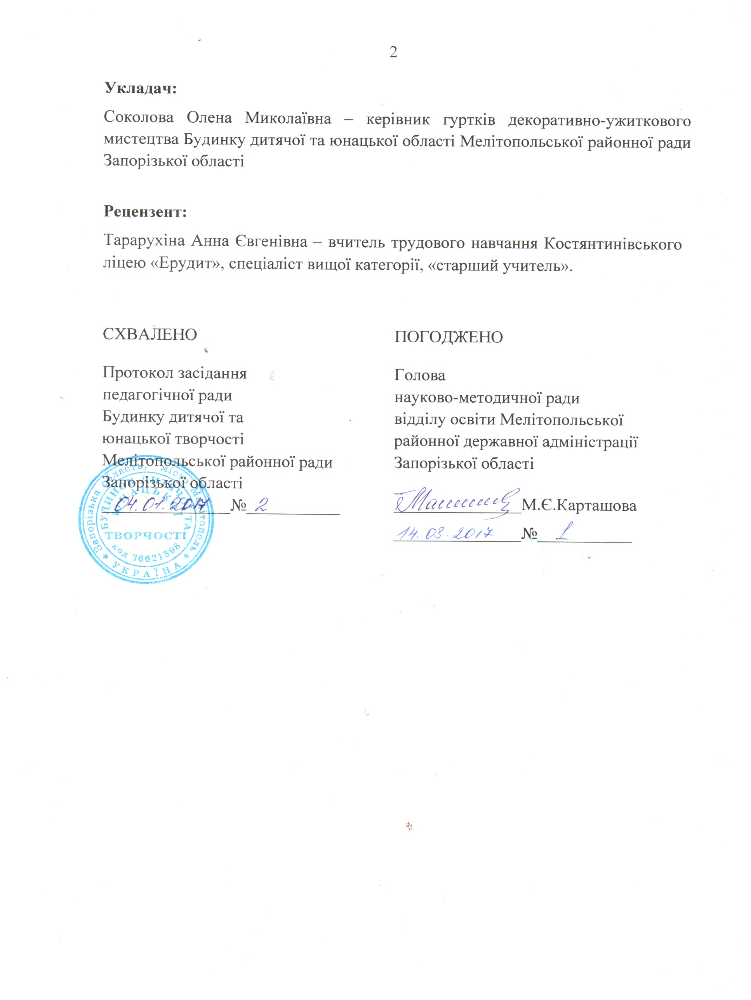 2
Укладач:
Соколова Олена Миколаївна – керівник гуртків декоративно-ужиткового
мистецтва Будинку дитячої та юнацької області Мелітопольської районної ради
Запорізької області
Рецензент:
Тарарухіна Анна Євгенівна – вчитель трудового навчання Костянтинівського
ліцею «Ерудит», спеціаліст вищої категорії, «старший учитель».
СХВАЛЕНО
Протокол засідання
педагогічної ради
Будинку дитячої та
юнацької творчості
Мелітопольської районної ради
Запорізької області
04.01.2017 № 2
ПОГОДЖЕНО
Голова
науково-методичної ради
відділу освіти Мелітопольської
районної державної адміністрації
Запорізької області
М.Є.Карташова
14.03.2017 № 1
Запорізька область, місто Мелітополь
* УКРАЇНА *
БУДИНОК ДИТЯЧОЇ ТА
ЮНАЦЬКОЇ
ТВОРЧОСТІ
код 36621398